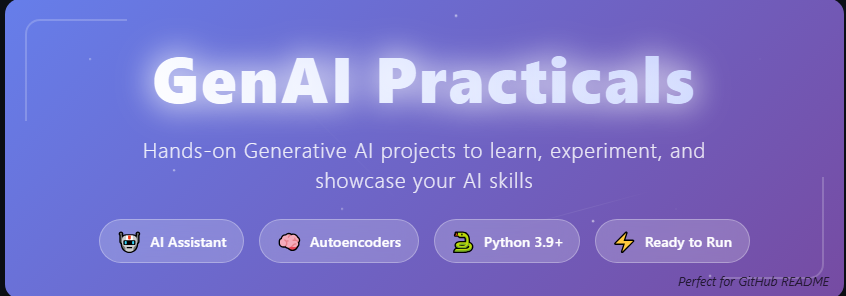 GenAI Practicals
Hands-on Generative AI projects to learn, experiment, and
showcase your AI skills
AI Assistant
Autoencoders
Python 3.9+
Ready to Run
Perfect for GitHub README